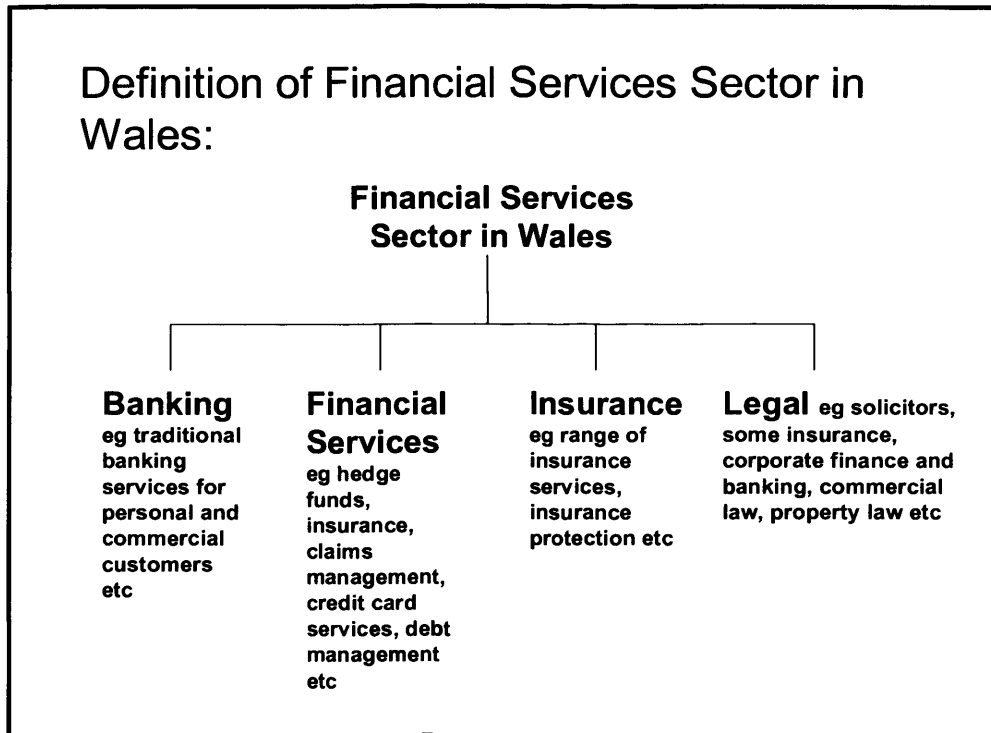 Definition of Financial Services Sector in
Wales:
Financial Services
Sector in Wales
Banking
eg traditional
banking
services for
personal and
commercial
customers
etc
Financial
Services
eg hedge
funds,
insurance,
claims
management,
credit card
services, debt
management
etc
Insurance
eg range of
insurance
services,
insurance
protection etc
Legal eg solicitors,
some insurance,
corporate finance and
banking, commercial
law, property law etc